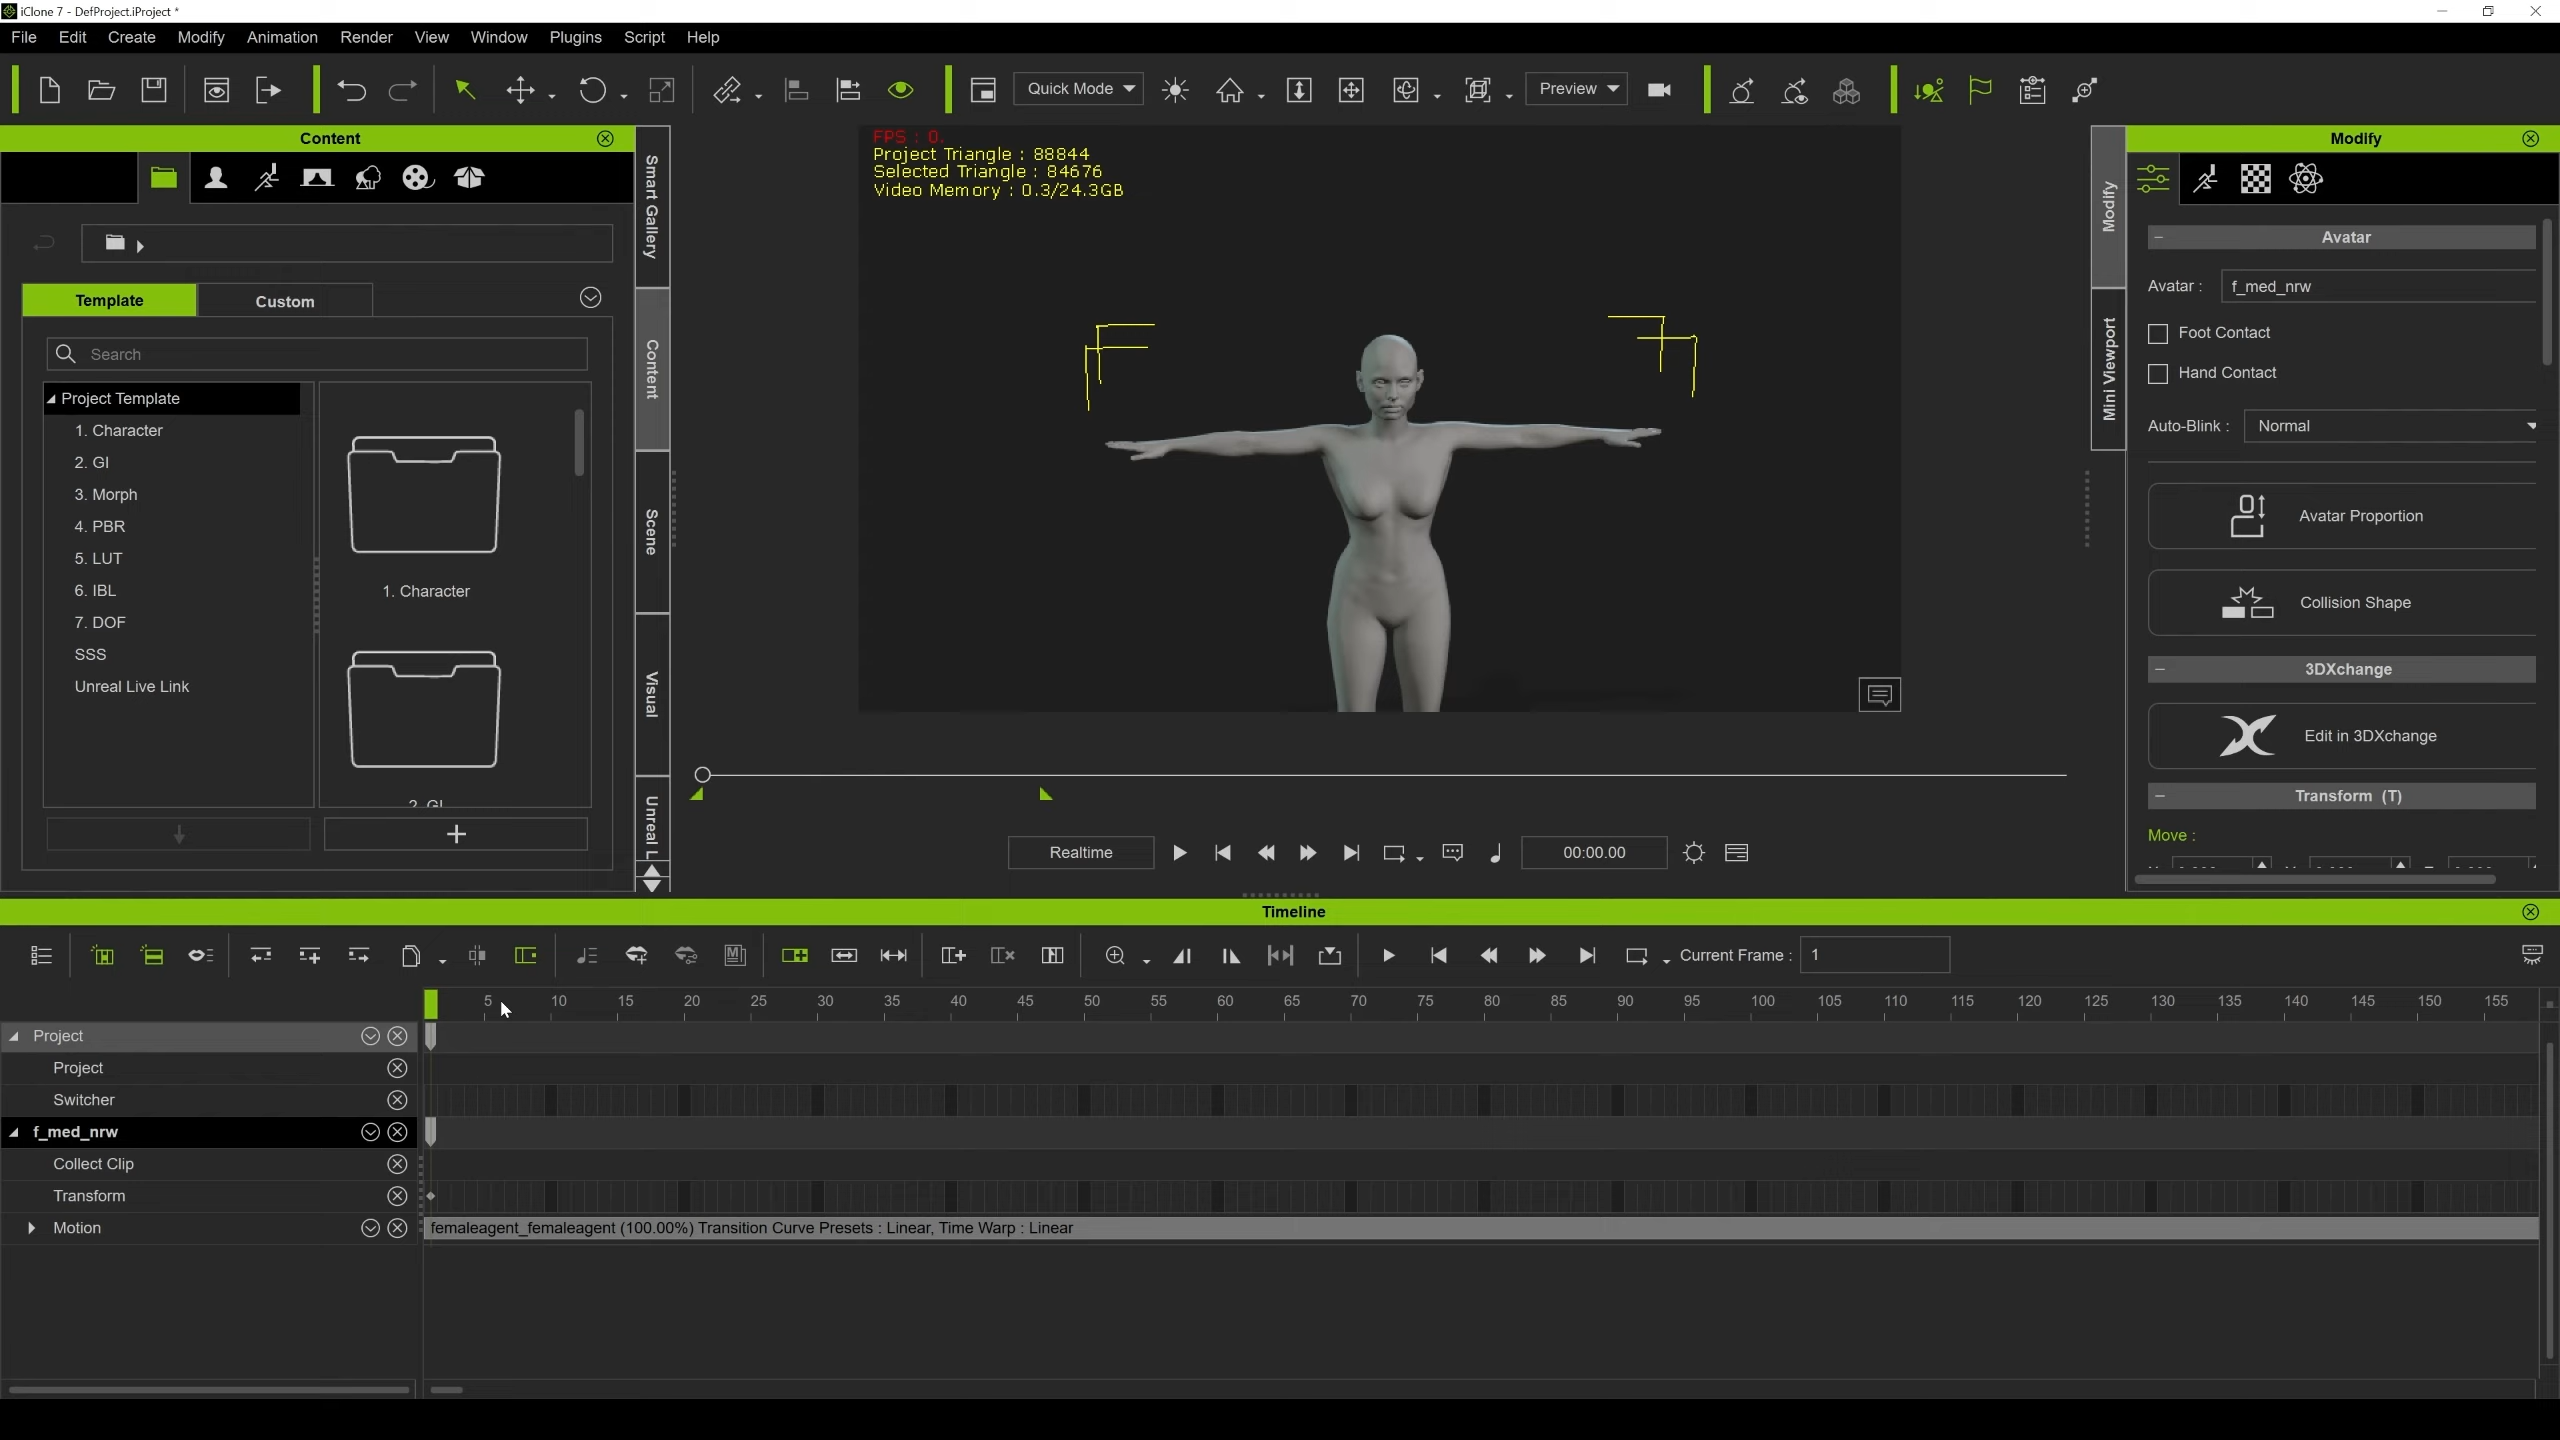 iClone 7 - DefProject.iProject *
File Edit Create Modify Animation Render View Window Plugins Script Help
Quick Mode
Preview
Content
Template Custom
Search
Project Template
1. Character
2. GI
3. Morph
4. PBR
5. LUT
6. IBL
7. DOF
SSS
Unreal Live Link
1. Character
2. GI
Smart Gallery
Content
Scene
Visual
Unreal L
FPS : 0.
Project Triangle : 88844
Selected Triangle : 84676
Video Memory : 0.3/24.3GB
Realtime
00:00.00
Modify
Mini Viewport
Modify
Avatar
Avatar : f_med_nrw
Foot Contact
Hand Contact
Auto-Blink : Normal
Avatar Proportion
Collision Shape
3DXchange
Edit in 3DXchange
Transform (T)
Move :
Timeline
Current Frame : 1
5 10 15 20 25 30 35 40 45 50 55 60 65 70 75 80 85 90 95 100 105 110 115 120 125 130 135 140 145 150 155
Project
Project
Switcher
f_med_nrw
Collect Clip
Transform
Motion
femaleagent_femaleagent (100.00%) Transition Curve Presets : Linear, Time Warp : Linear